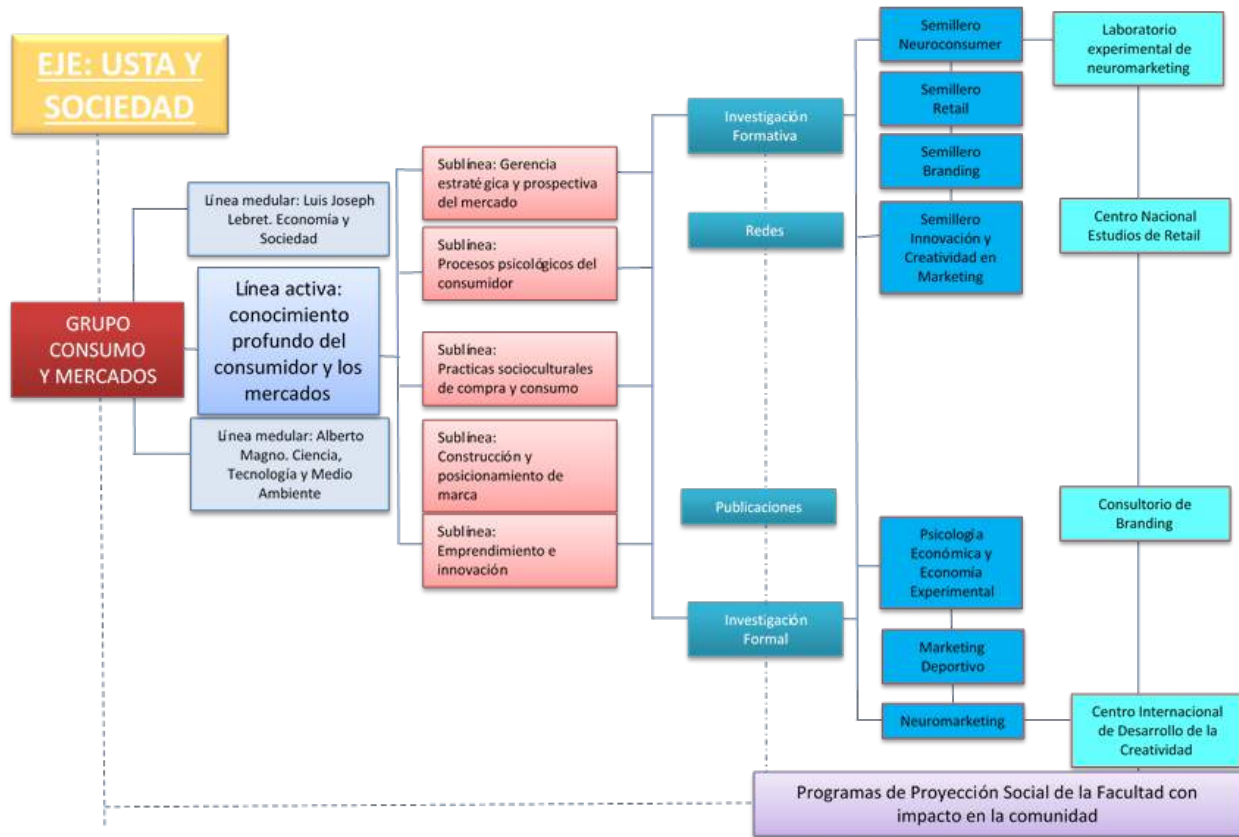 EJE: USTA Y
SOCIEDAD
GRUPO
CONSUMO
Y MERCADOS
Línea medular: Luis Joseph
Lebret. Economía y
Sociedad
Línea activa:
conocimiento
profundo del
consumidor y los
mercados
Línea medular: Alberto
Magno. Ciencia,
Tecnología y Medio
Ambiente
Sublínea: Gerencia
estratégica y prospectiva
del mercado
Sublínea:
Procesos psicológicos del
consumidor
Sublínea:
Practicas socioculturales
de compra y consumo
Sublínea:
Construcción y
posicionamiento de
marca
Sublínea:
Emprendimiento e
innovación
Investigación
Formativa
Redes
Publicaciones
Investigación
Formal
Semillero
Neuroconsumer
Semillero
Retail
Semillero
Branding
Semillero
Innovación y
Creatividad en
Marketing
Psicología
Económica y
Economía
Experimental
Marketing
Deportivo
Neuromarketing
Laboratorio
experimental de
neuromarketing
Centro Nacional
Estudios de Retail
Consultorio de
Branding
Centro Internacional
de Desarrollo de la
Creatividad
Programas de Proyección Social de la Facultad con
impacto en la comunidad